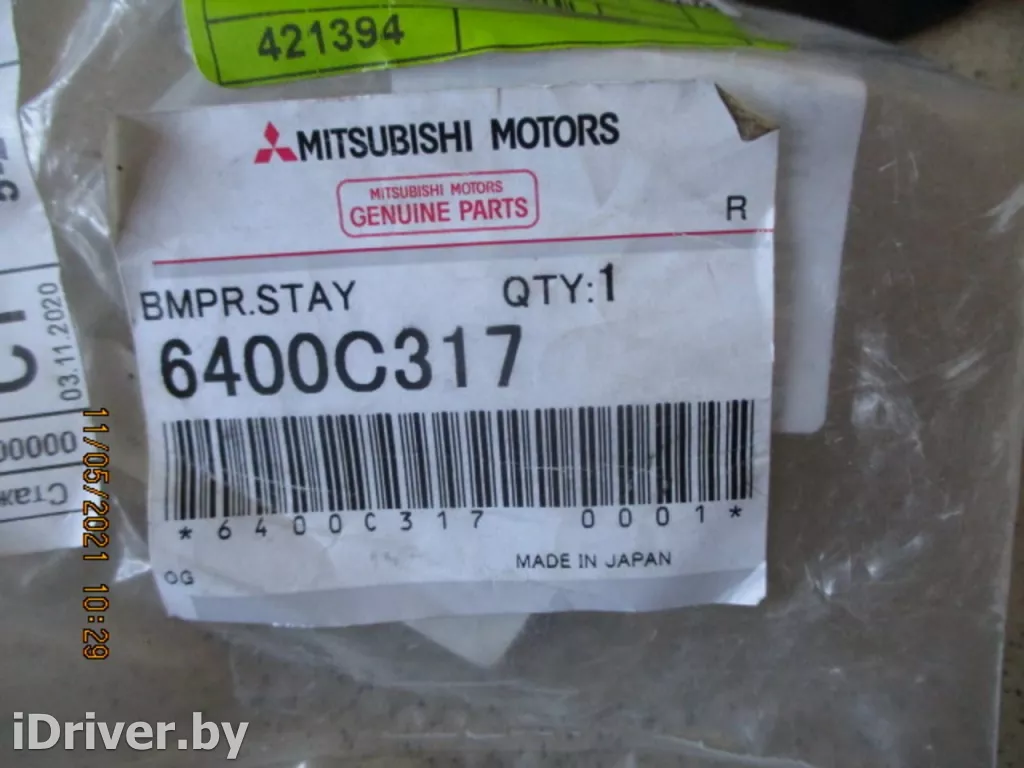 421394
MITSUBISHI MOTORS
MITSUBISHI MOTORS
GENUINE PARTS
R
BMPR.STAY QTY:1
6400C317
*6400C317 0001*
MADE IN JAPAN
OG
03.11.2020
00000
Стаж
11/05/2021 10:29
iDriver.by